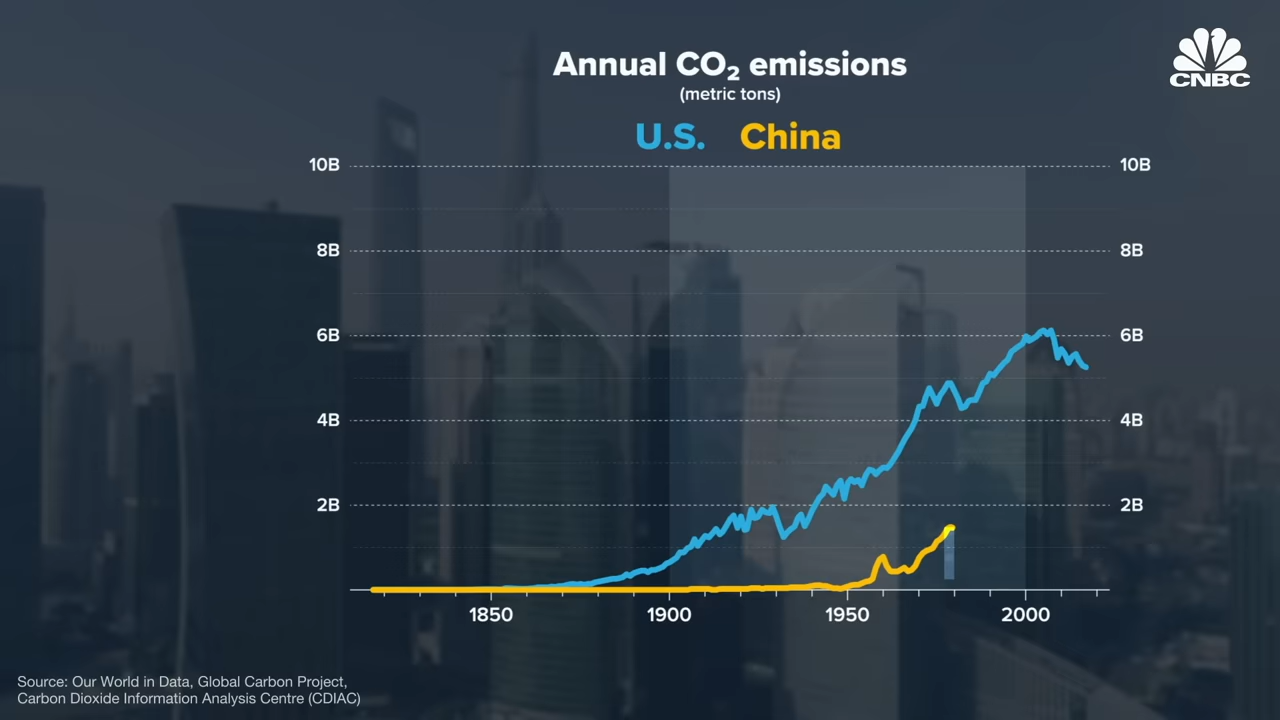 CNBC
Annual CO₂ emissions
(metric tons)
U.S. China
10B 10B
8B 8B
6B 6B
4B 4B
2B 2B
1850 1900 1950 2000
Source: Our World in Data, Global Carbon Project,
Carbon Dioxide Information Analysis Centre (CDIAC)